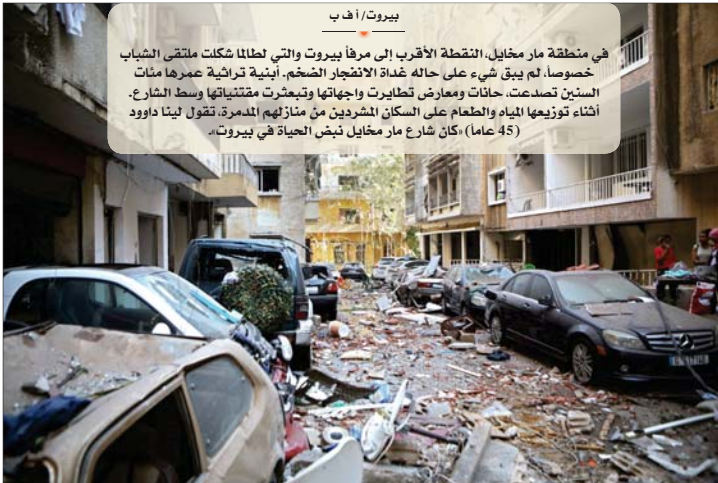 بيروت/ أ ف ب
في منطقة مار مخايل، النقطة الأقرب إلى مرفأ بيروت والتي لطالما شكلت ملتقى الشباب
خصوصاً، لم يبق شيء على حاله غداة الانفجار الضخم. أبنية تراثية عمرها مئات
السنين تصدعت، حانات ومعارض تطايرت واجهاتها وتبعثرت مقتنياتها وسط الشارع.
أثناء توزيعها المياه والطعام على السكان المشردين من منازلهم المدمرة، تقول لينا داوود
(45 عاماً) «كان شارع مار مخايل نبض الحياة في بيروت».